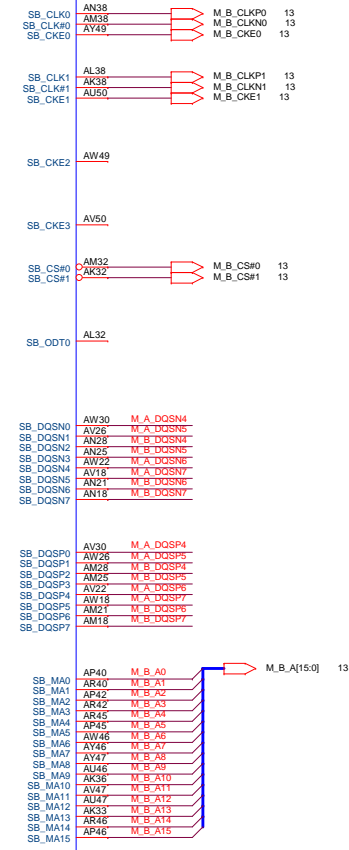 SB_CLK0 AN38 M_B_CLKP0 13
SB_CLK#0 AM38 M_B_CLKN0 13
SB_CKE0 AY49 M_B_CKE0 13
SB_CLK1 AL38 M_B_CLKP1 13
SB_CLK#1 AK38 M_B_CLKN1 13
SB_CKE1 AU50 M_B_CKE1 13
SB_CKE2 AW49
SB_CKE3 AV50
SB_CS#0 AM32 M_B_CS#0 13
SB_CS#1 AK32 M_B_CS#1 13
SB_ODT0 AL32
SB_DQSN0 AW30 M_A_DQSN4
SB_DQSN1 AV26 M_A_DQSN5
SB_DQSN2 AN28 M_B_DQSN4
SB_DQSN3 AN25 M_B_DQSN5
SB_DQSN4 AW22 M_A_DQSN6
SB_DQSN5 AV18 M_A_DQSN7
SB_DQSN6 AN21 M_B_DQSN6
SB_DQSN7 AN18 M_B_DQSN7
SB_DQSP0 AV30 M_A_DQSP4
SB_DQSP1 AW26 M_A_DQSP5
SB_DQSP2 AM28 M_B_DQSP4
SB_DQSP3 AM25 M_B_DQSP5
SB_DQSP4 AV22 M_A_DQSP6
SB_DQSP5 AW18 M_A_DQSP7
SB_DQSP6 AM21 M_B_DQSP6
SB_DQSP7 AM18 M_B_DQSP7
M_B_A[15:0] 13
SB_MA0 AP40 M_B_A0
SB_MA1 AR40 M_B_A1
SB_MA2 AP42 M_B_A2
SB_MA3 AR42 M_B_A3
SB_MA4 AR45 M_B_A4
SB_MA5 AP45 M_B_A5
SB_MA6 AW46 M_B_A6
SB_MA7 AY46 M_B_A7
SB_MA8 AY47 M_B_A8
SB_MA9 AU46 M_B_A9
SB_MA10 AK36 M_B_A10
SB_MA11 AV47 M_B_A11
SB_MA12 AU47 M_B_A12
SB_MA13 AK33 M_B_A13
SB_MA14 AR46 M_B_A14
SB_MA15 AP46 M_B_A15